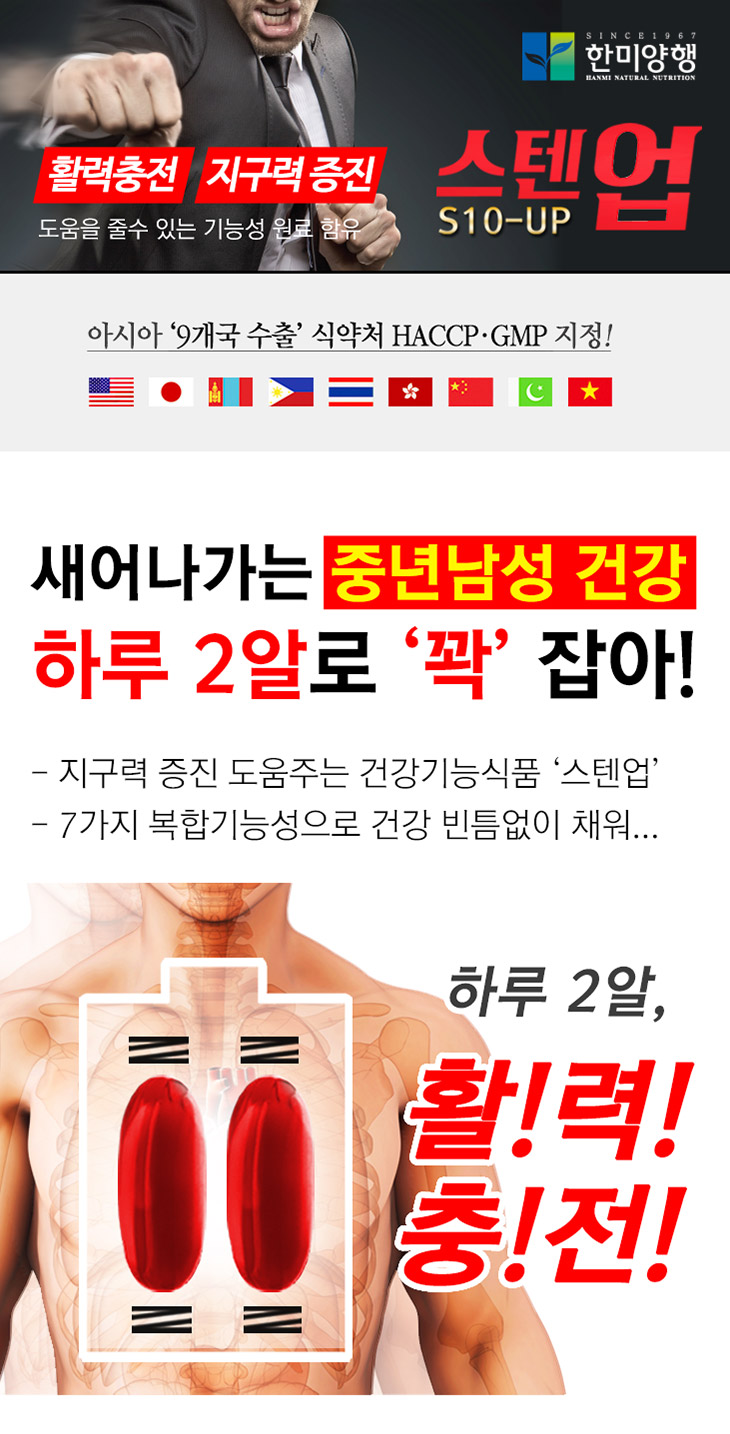 SINCE1967
한미양행
HANMI NATURAL NUTRITION
활력충전 지구력 증진
도움을 줄수 있는 기능성 원료 함유
스텐업
S10-UP
아시아 ‘9개국 수출’ 식약처 HACCP·GMP 지정!
새어나가는 중년남성 건강
하루 2알로 ‘꽉’ 잡아!
- 지구력 증진 도움주는 건강기능식품 ‘스텐업’
- 7가지 복합기능성으로 건강 빈틈없이 채워...
하루 2알,
활!력!
충!전!